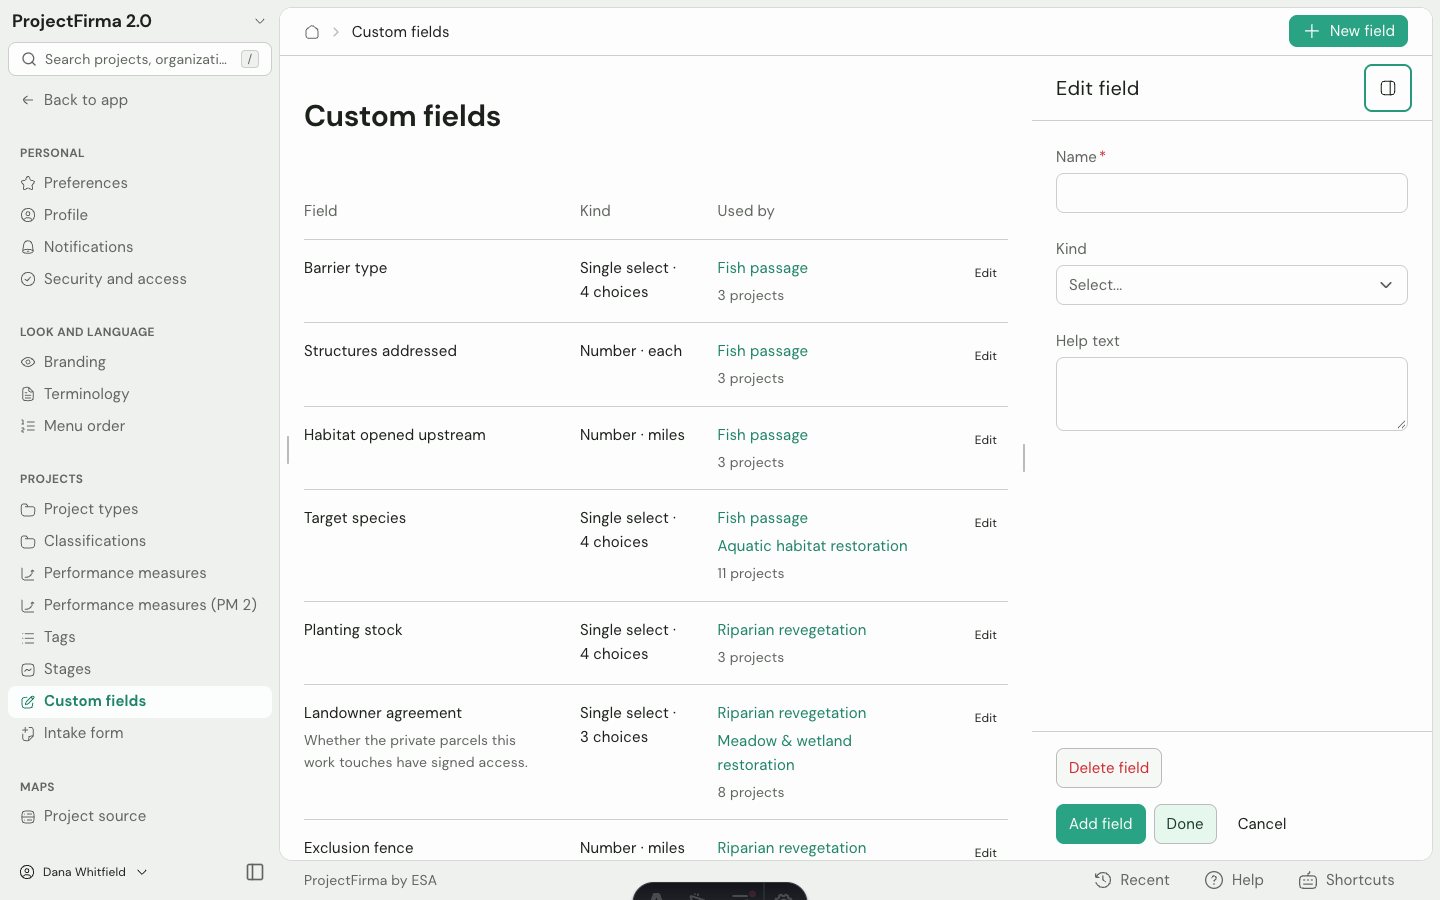 ProjectFirma 2.0
Search projects, organizati... /
Back to app
PERSONAL
Preferences
Profile
Notifications
Security and access
LOOK AND LANGUAGE
Branding
Terminology
Menu order
PROJECTS
Project types
Classifications
Performance measures
Performance measures (PM 2)
Tags
Stages
Custom fields
Intake form
MAPS
Project source
Dana Whitfield
Custom fields
New field
Custom fields
Field Kind Used by
Barrier type Single select · Fish passage Edit
4 choices 3 projects
Structures addressed Number · each Fish passage Edit
3 projects
Habitat opened upstream Number · miles Fish passage Edit
3 projects
Target species Single select · Fish passage Edit
4 choices Aquatic habitat restoration
11 projects
Planting stock Single select · Riparian revegetation Edit
4 choices 3 projects
Landowner agreement Single select · Riparian revegetation Edit
Whether the private parcels this 3 choices Meadow & wetland
work touches have signed access. restoration
8 projects
Exclusion fence Number · miles Riparian revegetation Edit
Edit field
Name *
Kind
Select...
Help text
Delete field
Add field Done Cancel
ProjectFirma by ESA
Recent Help Shortcuts